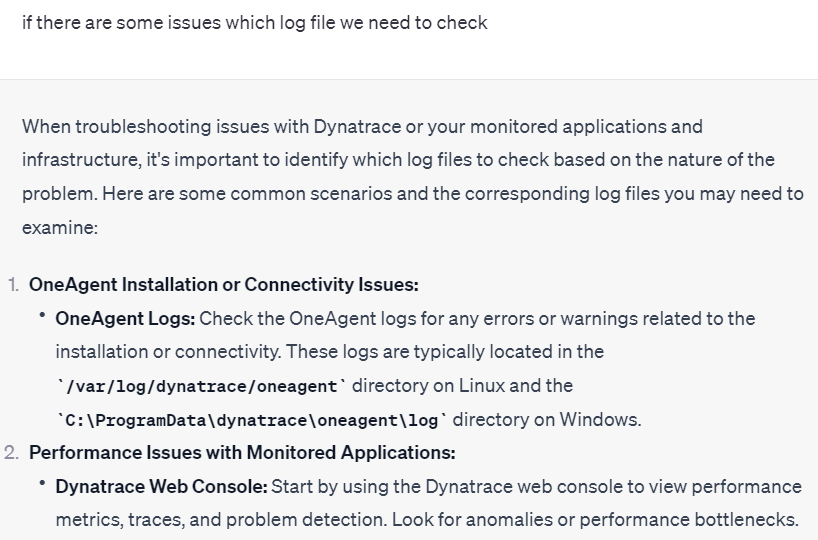 if there are some issues which log file we need to check
When troubleshooting issues with Dynatrace or your monitored applications and
infrastructure, it's important to identify which log files to check based on the nature of the
problem. Here are some common scenarios and the corresponding log files you may need to
examine:
1. OneAgent Installation or Connectivity Issues:
• OneAgent Logs: Check the OneAgent logs for any errors or warnings related to the
installation or connectivity. These logs are typically located in the
`/var/log/dynatrace/oneagent` directory on Linux and the
`C:\ProgramData\dynatrace\oneagent\log` directory on Windows.
2. Performance Issues with Monitored Applications:
• Dynatrace Web Console: Start by using the Dynatrace web console to view performance
metrics, traces, and problem detection. Look for anomalies or performance bottlenecks.